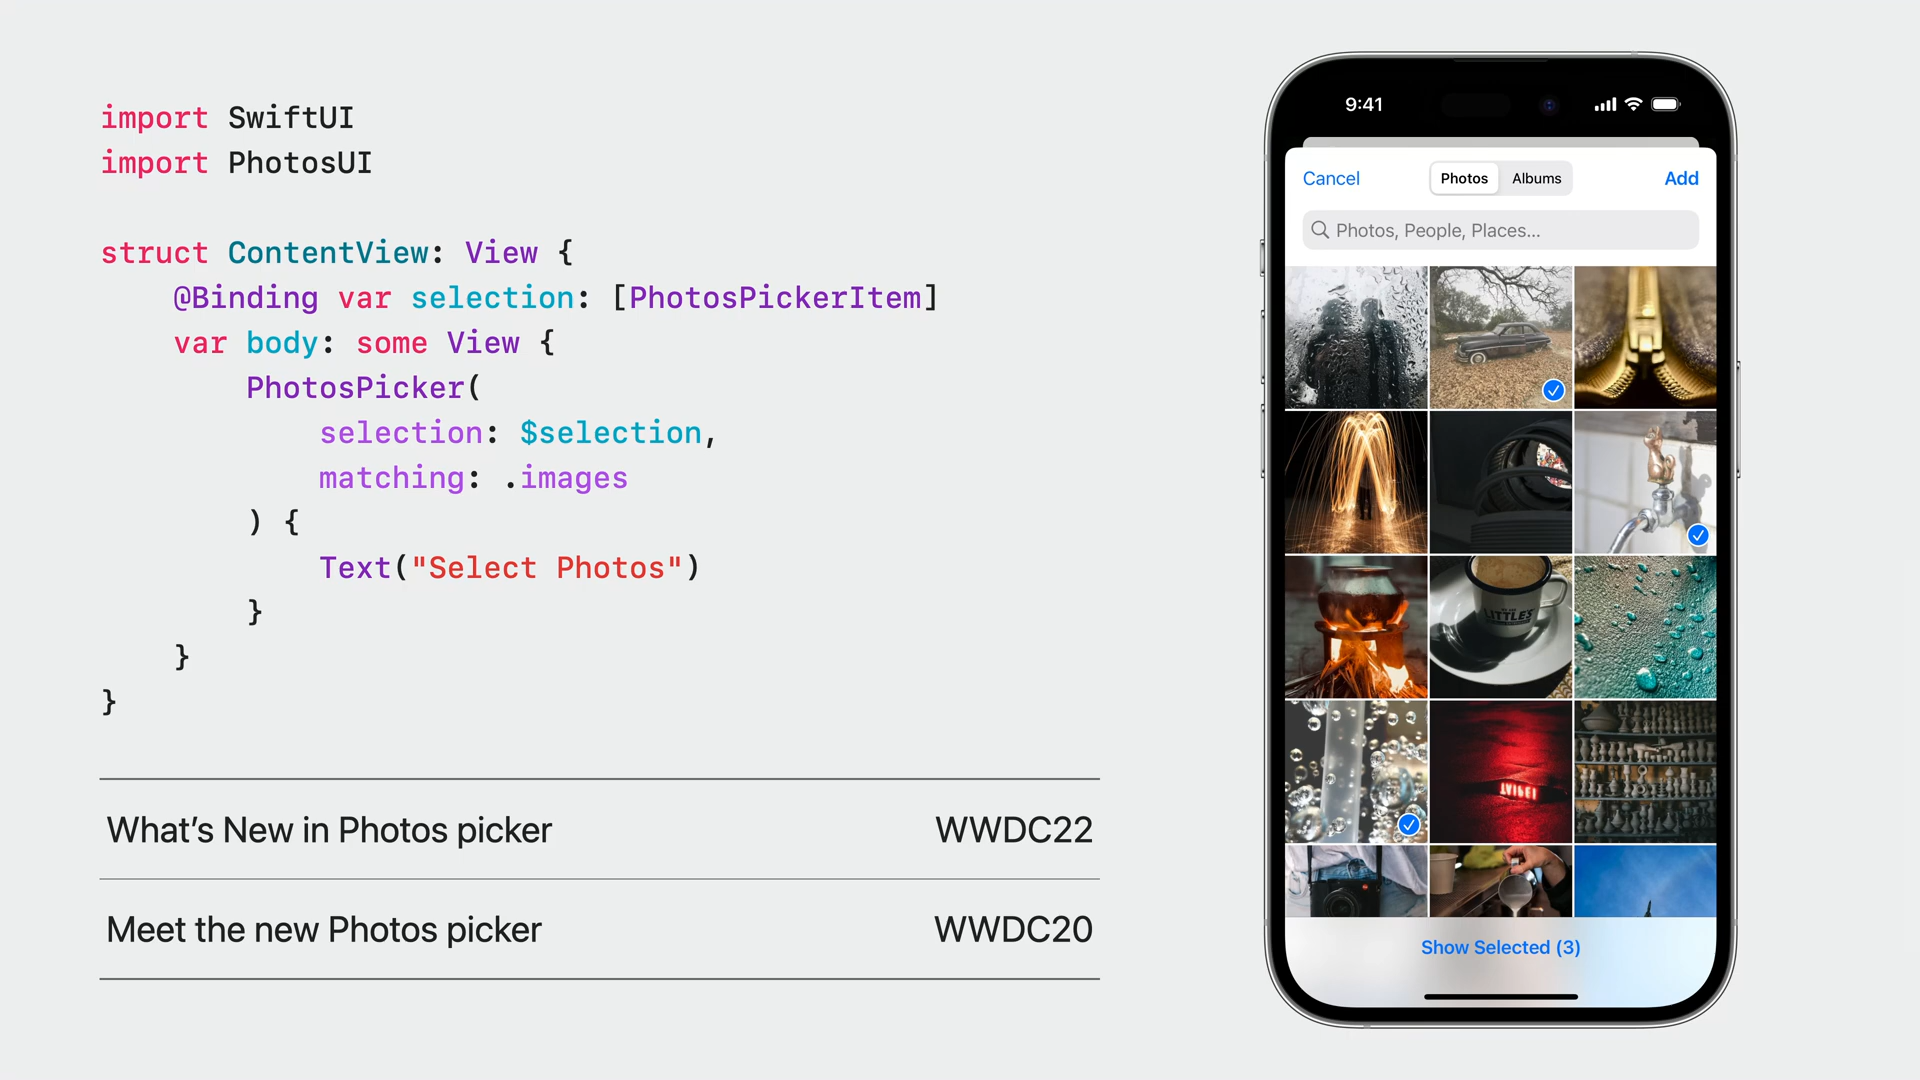 import SwiftUI
import PhotosUI
struct ContentView: View {
    @Binding var selection: [PhotosPickerItem]
    var body: some View {
        PhotosPicker(
            selection: $selection,
            matching: .images
        ) {
            Text("Select Photos")
        }
    }
}
What’s New in Photos picker WWDC22
Meet the new Photos picker WWDC20
9:41
Cancel Photos Albums Add
Photos, People, Places...
LITTLE'S
Show Selected (3)